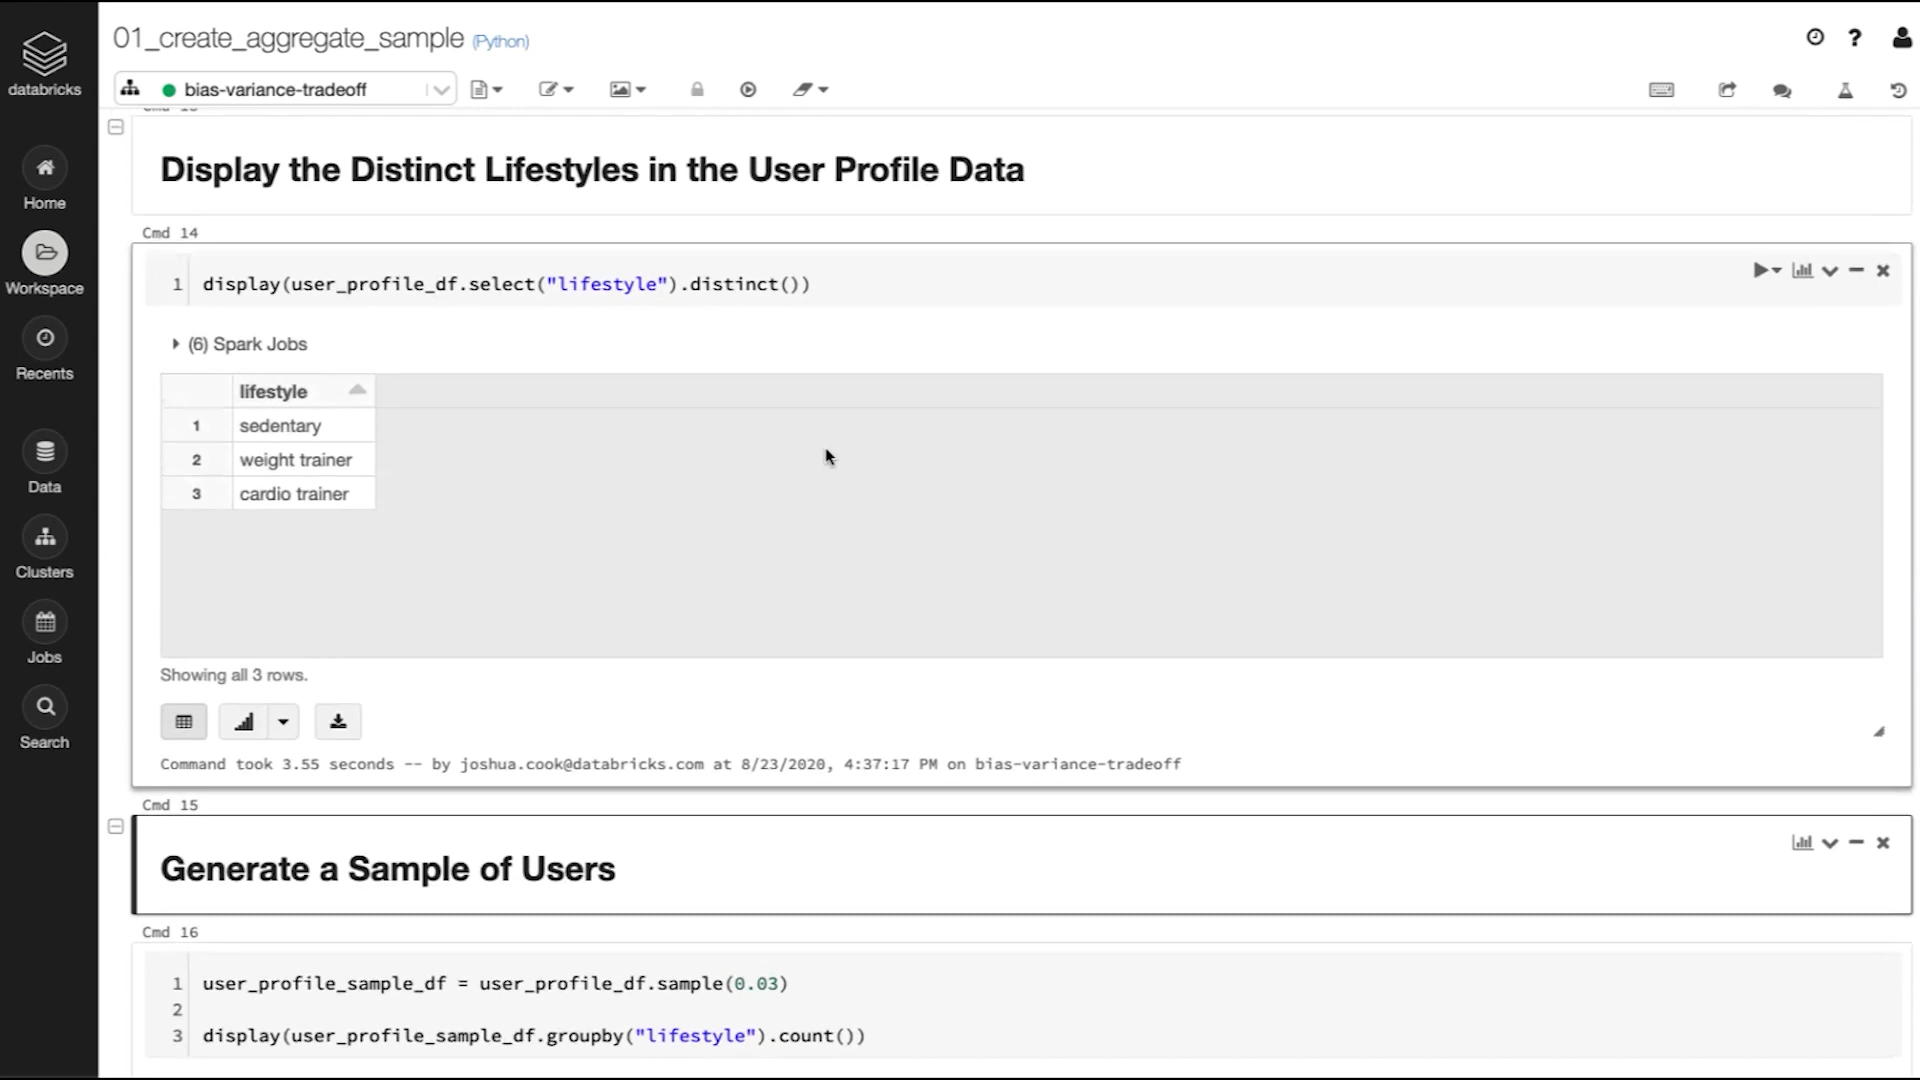 databricks
Home
Workspace
Recents
Data
Clusters
Jobs
Search
01_create_aggregate_sample (Python)
bias-variance-tradeoff
?
Display the Distinct Lifestyles in the User Profile Data
Cmd 14
1 display(user_profile_df.select("lifestyle").distinct())
(6) Spark Jobs
lifestyle
1 sedentary
2 weight trainer
3 cardio trainer
Showing all 3 rows.
Command took 3.55 seconds -- by joshua.cook@databricks.com at 8/23/2020, 4:37:17 PM on bias-variance-tradeoff
Cmd 15
Generate a Sample of Users
Cmd 16
1 user_profile_sample_df = user_profile_df.sample(0.03)
2
3 display(user_profile_sample_df.groupby("lifestyle").count())